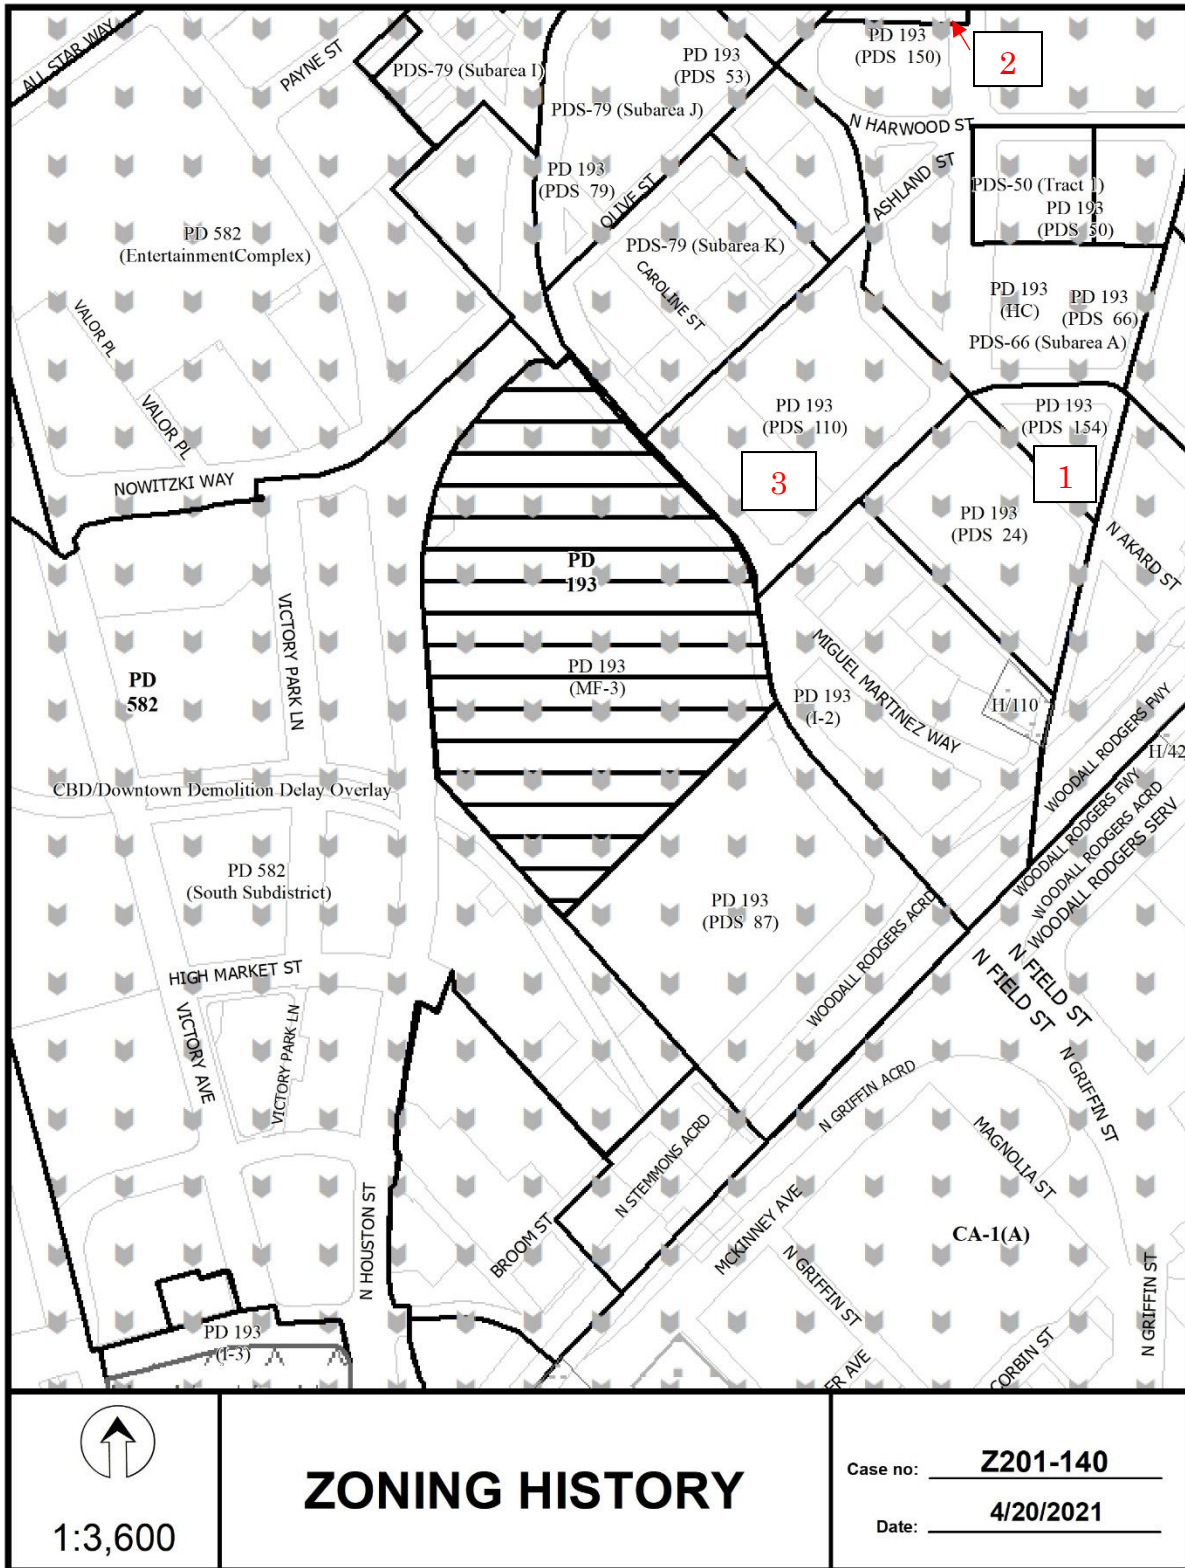 ALL STAR WAY
PAYNE ST
PDS-79 (Subarea I)
PD 193
(PDS 53)
PD 193
(PDS 150)
2
PDS-79 (Subarea J)
N HARWOOD ST
PD 193
(PDS 79)
OLIVE ST
ASHLAND ST
PDS-50 (Tract 1)
PD 193
(PDS 50)
PD 582
(EntertainmentComplex)
PDS-79 (Subarea K)
CAROLINE ST
PD 193
(HC)
PD 193
(PDS 66)
PDS-66 (Subarea A)
VALOR PL
VALOR PL
PD 193
(PDS 110)
PD 193
(PDS 154)
3
1
NOWITZKI WAY
PD 193
(PDS 24)
N AKARD ST
PD
193
VICTORY PARK LN
PD 193
(MF-3)
MIGUEL MARTINEZ WAY
PD
582
PD 193
(I-2)
H/110
WOODALL RODGERS FWY
H/42
CBD/Downtown Demolition Delay Overlay
WOODALL RODGERS FWY
WOODALL RODGERS ACRD
WOODALL RODGERS SERV
PD 582
(South Subdistrict)
PD 193
(PDS 87)
WOODALL RODGERS ACRD
N FIELD ST
N FIELD ST
HIGH MARKET ST
VICTORY AVE
VICTORY PARK LN
N GRIFFIN ACRD
N GRIFFIN ST
MAGNOLIA ST
N STEMMONS ACRD
N HOUSTON ST
BROOM ST
MCKINNEY AVE
CA-1(A)
N GRIFFIN ST
N GRIFFIN ST
PD 193
(I-3)
ER AVE
CORBIN ST
1:3,600
ZONING HISTORY
Case no: Z201-140
Date: 4/20/2021